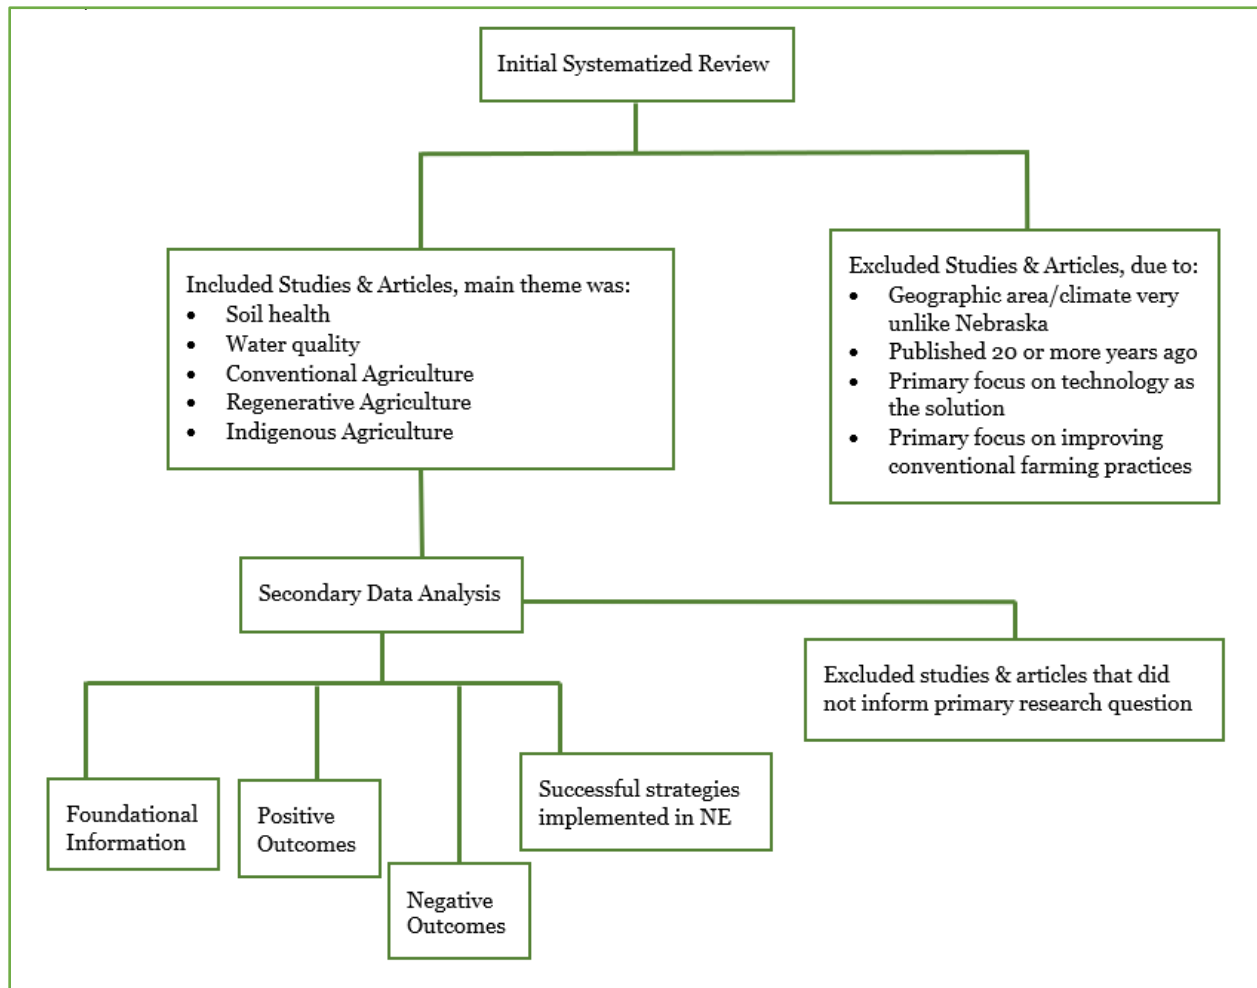 Initial Systematized Review
Included Studies & Articles, main theme was:
• Soil health
• Water quality
• Conventional Agriculture
• Regenerative Agriculture
• Indigenous Agriculture
Excluded Studies & Articles, due to:
• Geographic area/climate very
unlike Nebraska
• Published 20 or more years ago
• Primary focus on technology as
the solution
• Primary focus on improving
conventional farming practices
Secondary Data Analysis
Excluded studies & articles that did
not inform primary research question
Foundational
Information
Positive
Outcomes
Negative
Outcomes
Successful strategies
implemented in NE